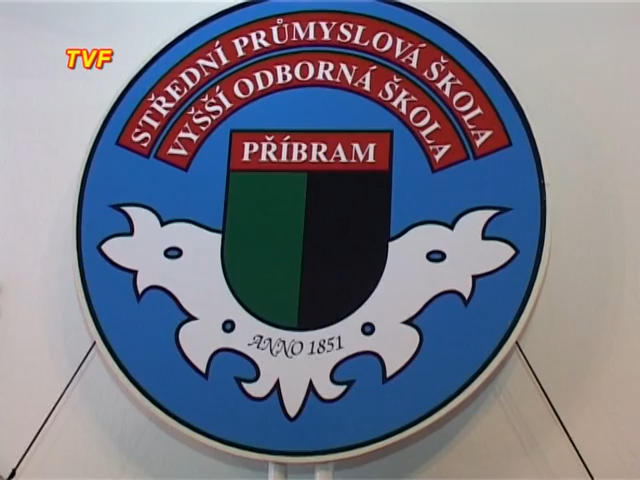 TVF
STŘEDNÍ PRŮMYSLOVÁ ŠKOLA
VYŠŠÍ ODBORNÁ ŠKOLA
PŘÍBRAM
ANNO 1851